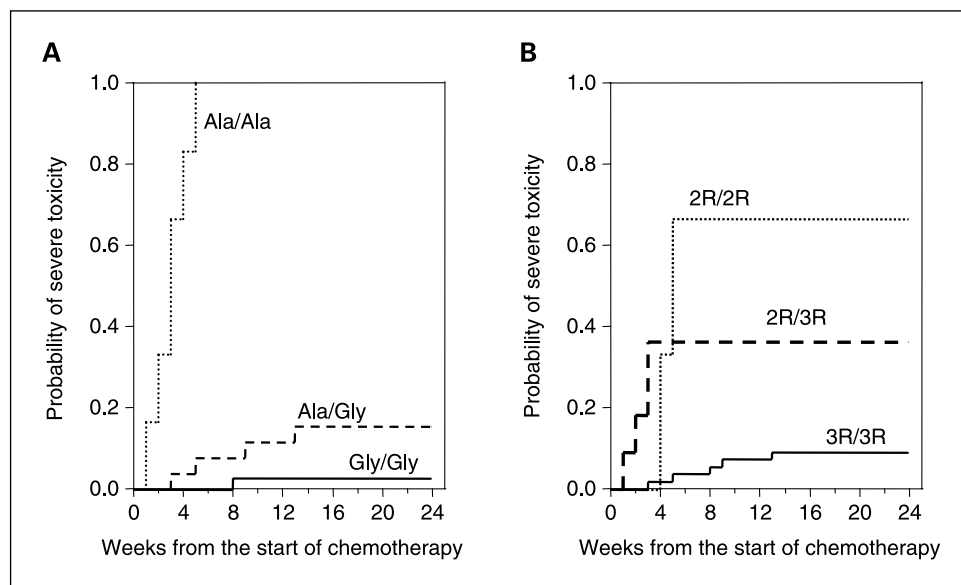 A
Probability of severe toxicity
1.0
0.8
0.6
0.4
0.2
0.0
Ala/Ala
Ala/Gly
Gly/Gly
0 4 8 12 16 20 24
Weeks from the start of chemotherapy
B
Probability of severe toxicity
1.0
0.8
0.6
0.4
0.2
0.0
2R/2R
2R/3R
3R/3R
0 4 8 12 16 20 24
Weeks from the start of chemotherapy